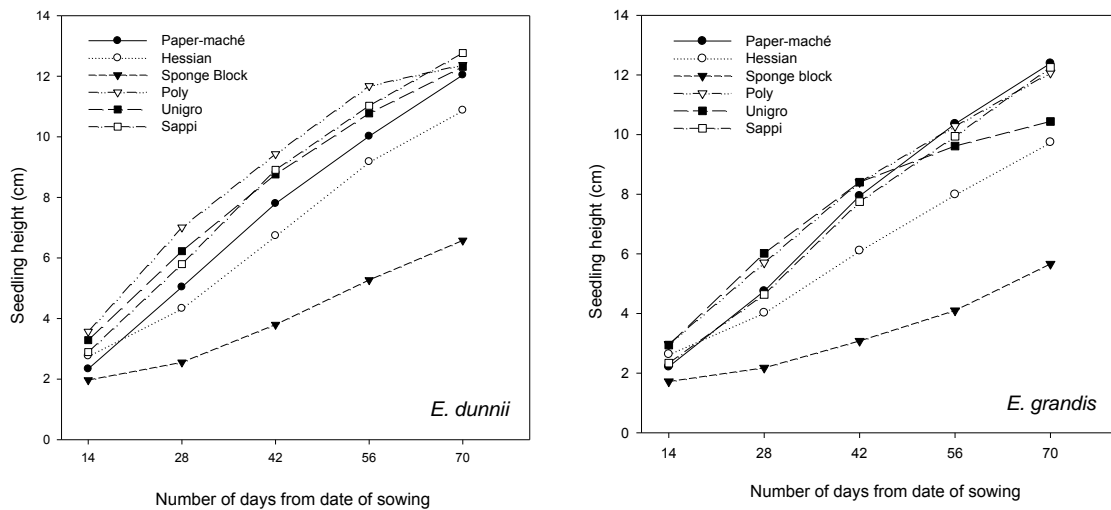 14
12
10
8
6
4
2
0
Seedling height (cm)
Paper-maché
Hessian
Sponge Block
Poly
Unigro
Sappi
E. dunnii
14 28 42 56 70
Number of days from date of sowing
14
12
10
8
6
4
2
0
Seedling height (cm)
Paper-maché
Hessian
Sponge block
Poly
Unigro
Sappi
E. grandis
14 28 42 56 70
Number of days from date of sowing